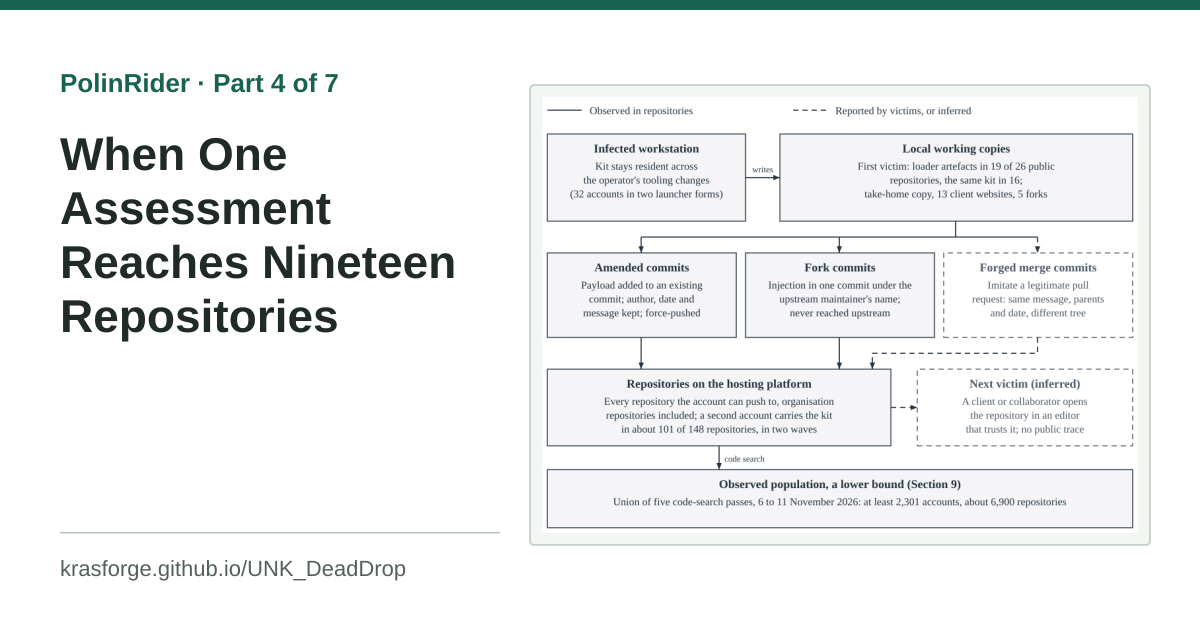 PolinRider · Part 4 of 7
When One
Assessment
Reaches Nineteen
Repositories
krasforge.github.io/UNK_DeadDrop
Observed in repositories
Reported by victims, or inferred
Infected workstation
Kit stays resident across
the operator's tooling changes
(32 accounts in two launcher forms)
writes
Local working copies
First victim: loader artefacts in 19 of 26 public
repositories, the same kit in 16;
take-home copy, 13 client websites, 5 forks
Amended commits
Payload added to an existing
commit; author, date and
message kept; force-pushed
Fork commits
Injection in one commit under the
upstream maintainer's name;
never reached upstream
Forged merge commits
Imitate a legitimate pull
request: same message, parents
and date, different tree
Repositories on the hosting platform
Every repository the account can push to, organisation
repositories included; a second account carries the kit
in about 101 of 148 repositories, in two waves
Next victim (inferred)
A client or collaborator opens
the repository in an editor
that trusts it; no public trace
code search
Observed population, a lower bound (Section 9)
Union of five code-search passes, 6 to 11 November 2026: at least 2,301 accounts, about 6,900 repositories